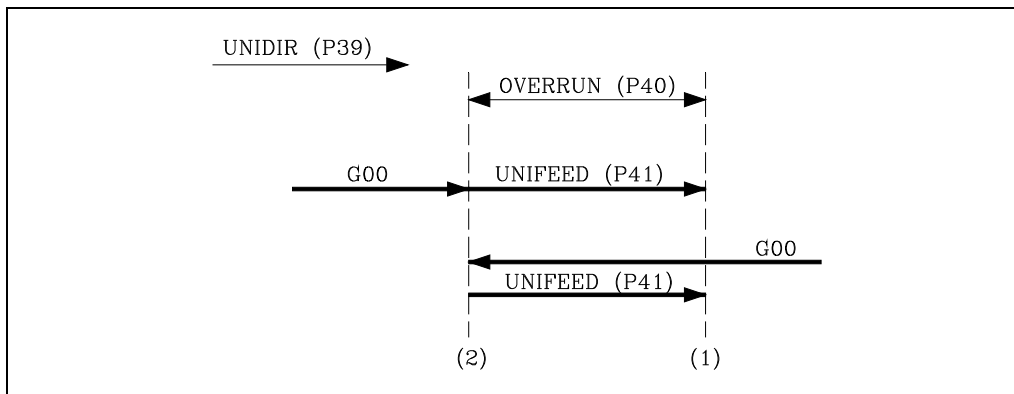 UNIDIR (P39)
OVERRUN (P40)
G00 UNIFEED (P41)
G00
UNIFEED (P41)
(2) (1)